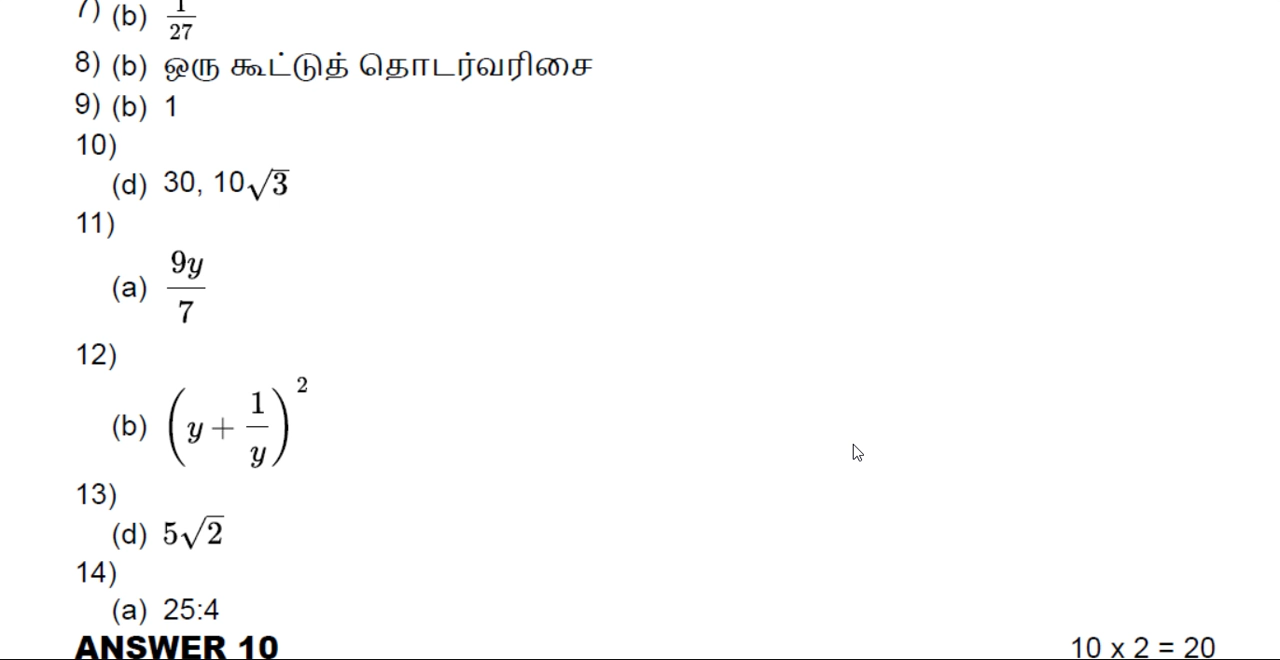 7) (b) 1/27
8) (b) ஒரு கூட்டுத் தொடர்வரிசை
9) (b) 1
10)
(d) 30, 10√3
11)
(a) 9y/7
12)
(b) (y + 1/y)²
13)
(d) 5√2
14)
(a) 25:4
ANSWER 10 10 x 2 = 20